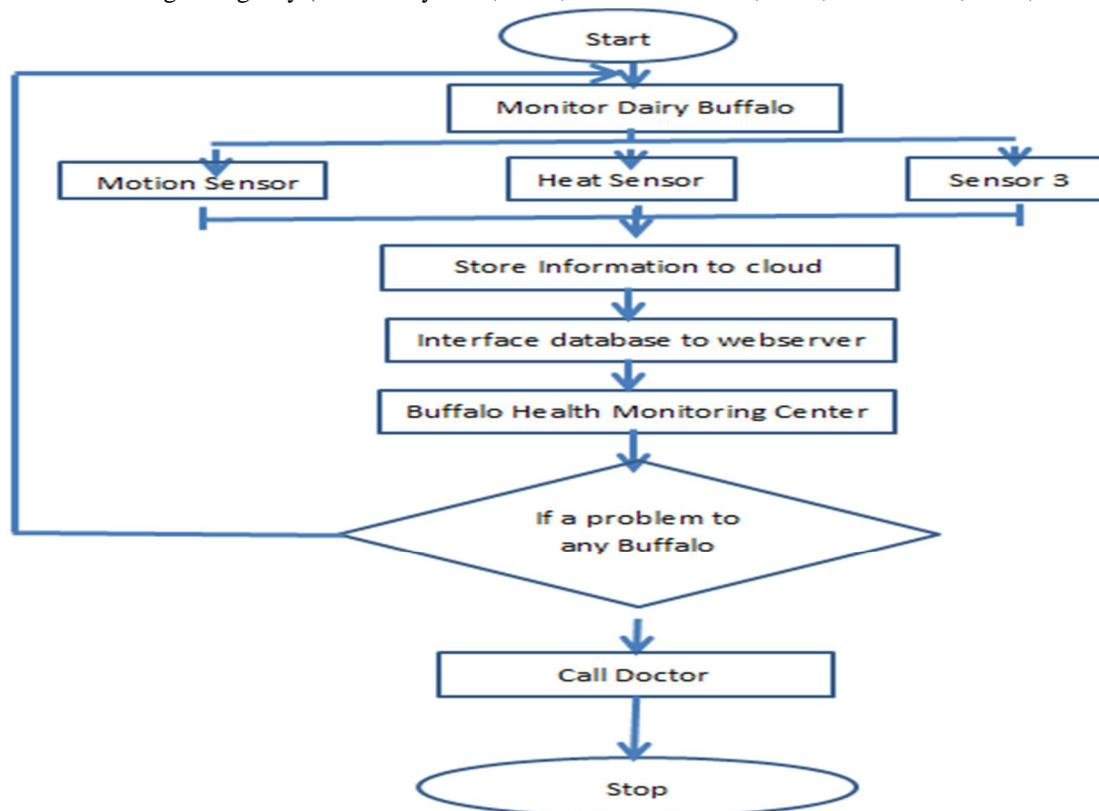 Start
Monitor Dairy Buffalo
Motion Sensor
Heat Sensor
Sensor 3
Store Information to cloud
Interface database to webserver
Buffalo Health Monitoring Center
If a problem to
any Buffalo
Call Doctor
Stop